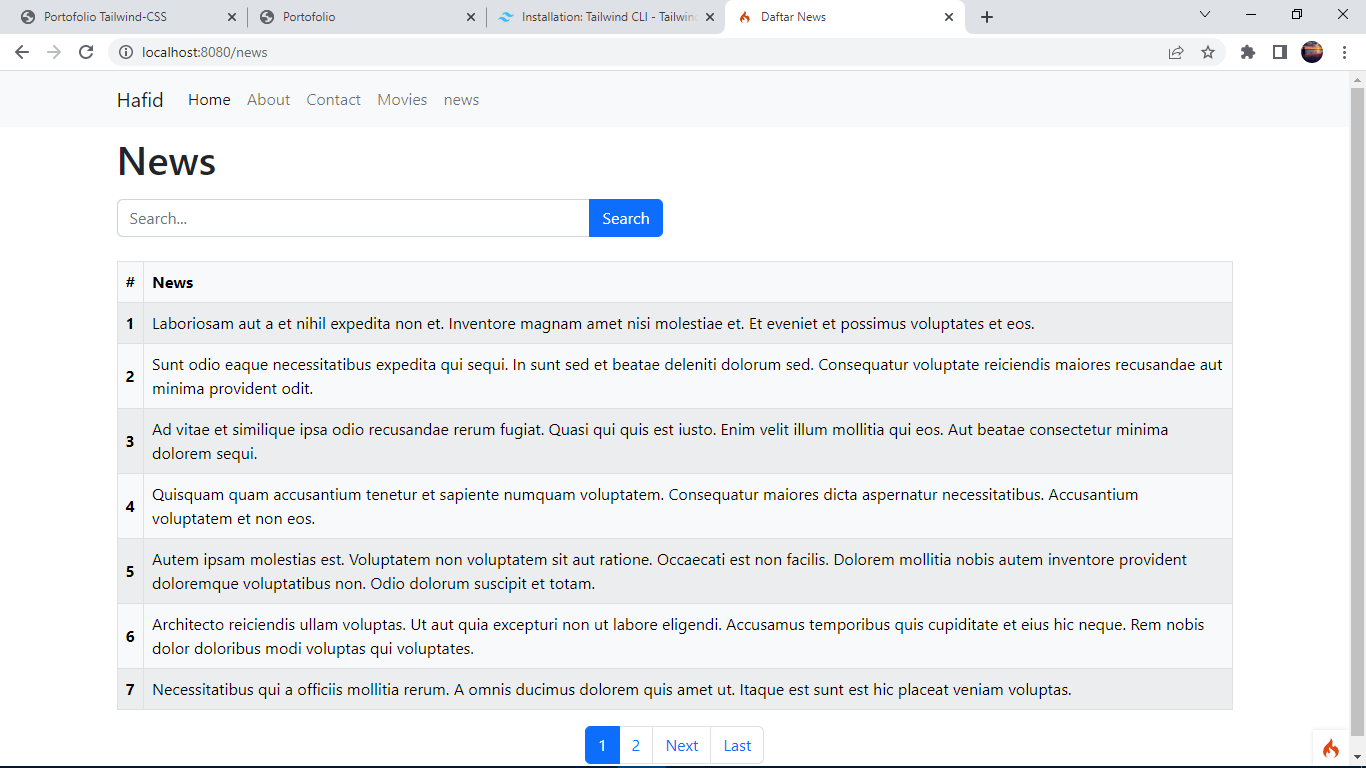 Portofolio Tailwind-CSS
Portofolio
Installation: Tailwind CLI - Tailwin
Daftar News
localhost:8080/news
Hafid Home About Contact Movies news
News
Search... Search
# News
1 Laboriosam aut a et nihil expedita non et. Inventore magnam amet nisi molestiae et. Et eveniet et possimus voluptates et eos.
2 Sunt odio eaque necessitatibus expedita qui sequi. In sunt sed et beatae deleniti dolorum sed. Consequatur voluptate reiciendis maiores recusandae aut
minima provident odit.
3 Ad vitae et similique ipsa odio recusandae rerum fugiat. Quasi qui quis est iusto. Enim velit illum mollitia qui eos. Aut beatae consectetur minima
dolorem sequi.
4 Quisquam quam accusantium tenetur et sapiente numquam voluptatem. Consequatur maiores dicta aspernatur necessitatibus. Accusantium
voluptatem et non eos.
5 Autem ipsam molestias est. Voluptatem non voluptatem sit aut ratione. Occaecati est non facilis. Dolorem mollitia nobis autem inventore provident
doloremque voluptatibus non. Odio dolorum suscipit et totam.
6 Architecto reiciendis ullam voluptas. Ut aut quia excepturi non ut labore eligendi. Accusamus temporibus quis cupiditate et eius hic neque. Rem nobis
dolor doloribus modi voluptas qui voluptates.
7 Necessitatibus qui a officiis mollitia rerum. A omnis ducimus dolorem quis amet ut. Itaque est sunt est hic placeat veniam voluptas.
1 2 Next Last